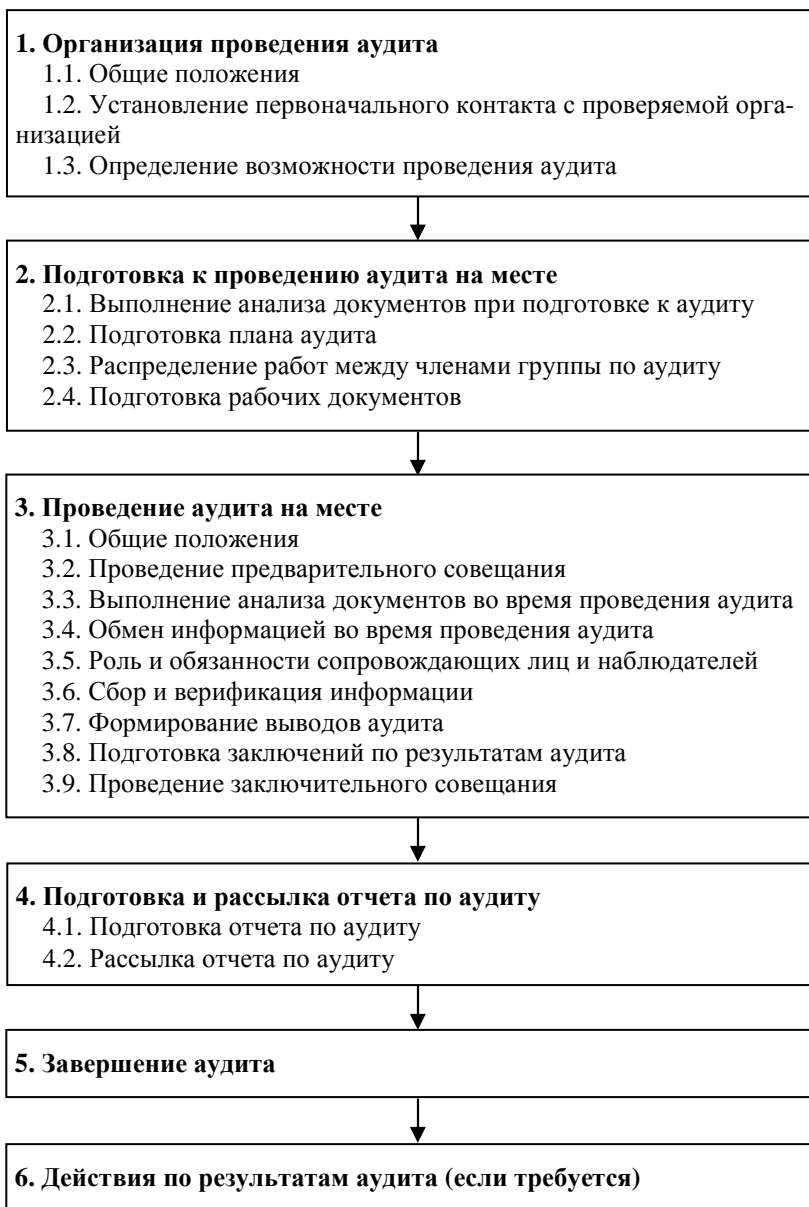 1. Организация проведения аудита
1.1. Общие положения
1.2. Установление первоначального контакта с проверяемой орга-
низацией
1.3. Определение возможности проведения аудита
2. Подготовка к проведению аудита на месте
2.1. Выполнение анализа документов при подготовке к аудиту
2.2. Подготовка плана аудита
2.3. Распределение работ между членами группы по аудиту
2.4. Подготовка рабочих документов
3. Проведение аудита на месте
3.1. Общие положения
3.2. Проведение предварительного совещания
3.3. Выполнение анализа документов во время проведения аудита
3.4. Обмен информацией во время проведения аудита
3.5. Роль и обязанности сопровождающих лиц и наблюдателей
3.6. Сбор и верификация информации
3.7. Формирование выводов аудита
3.8. Подготовка заключений по результатам аудита
3.9. Проведение заключительного совещания
4. Подготовка и рассылка отчета по аудиту
4.1. Подготовка отчета по аудиту
4.2. Рассылка отчета по аудиту
5. Завершение аудита
6. Действия по результатам аудита (если требуется)